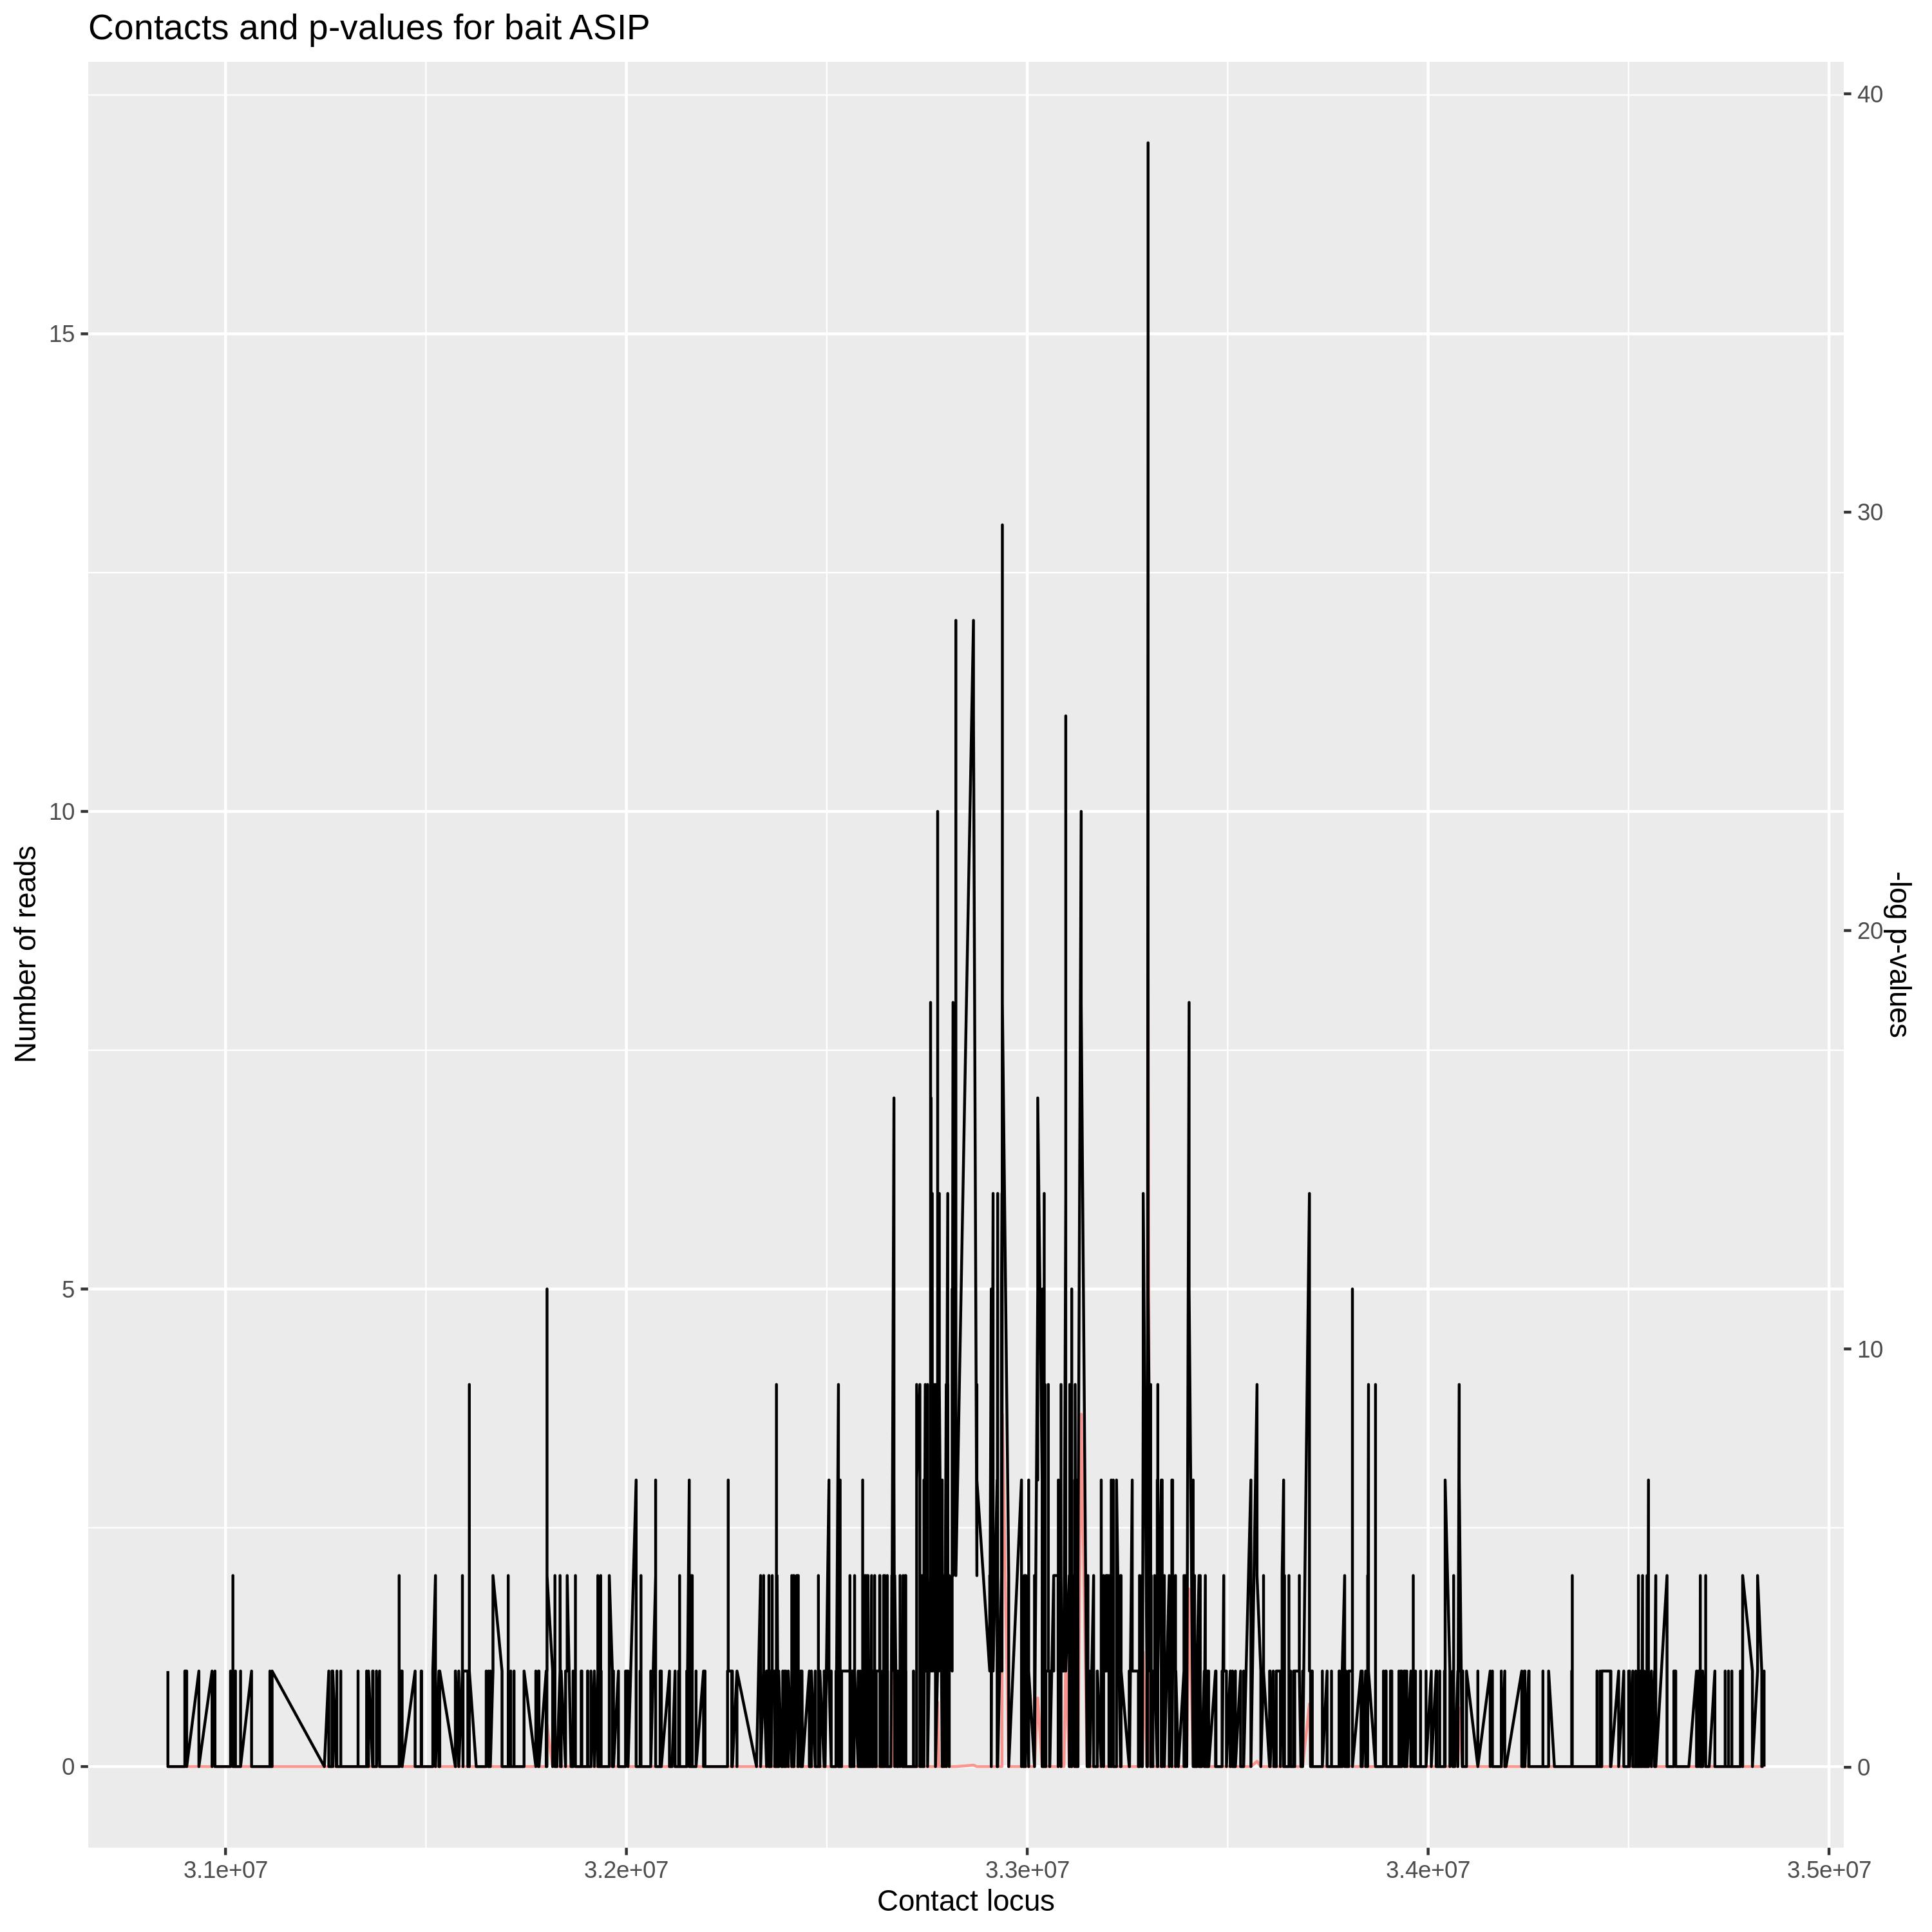 Contacts and p-values for bait ASIP
40
15
30
10
20
5
10
0
0
Number of reads
-log p-values
3.1e+07
3.2e+07
3.3e+07
3.4e+07
3.5e+07
Contact locus